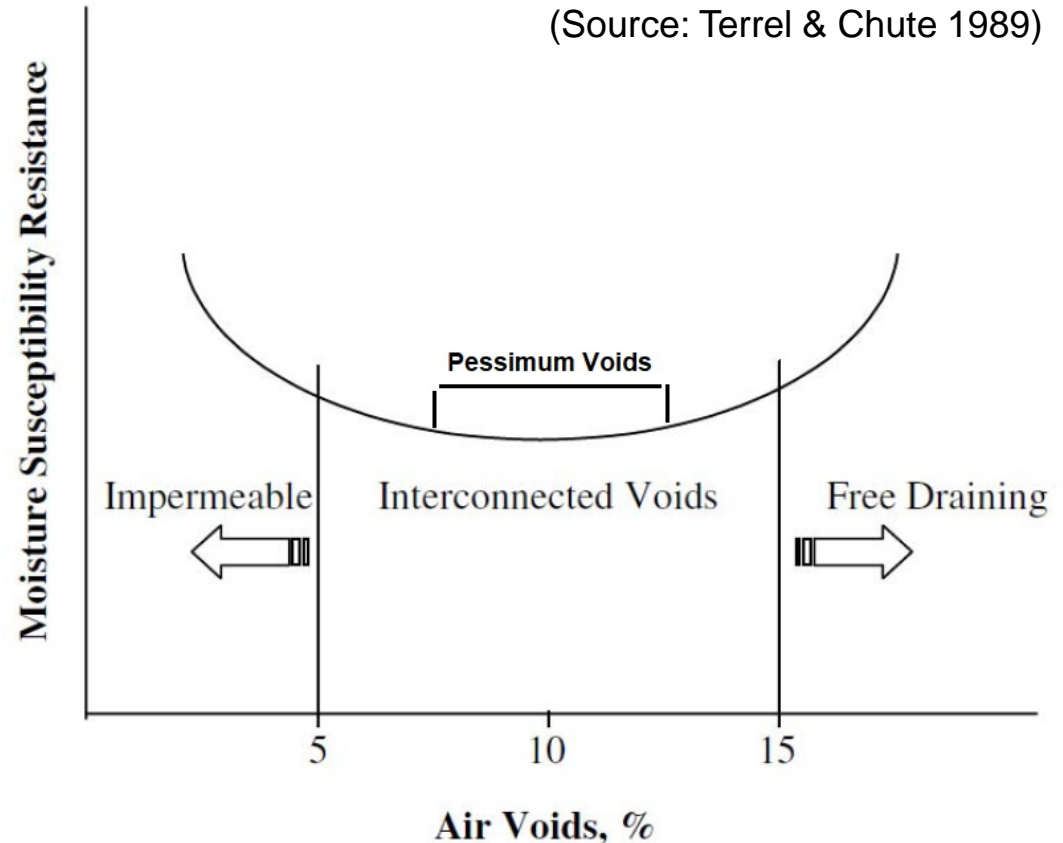 (Source: Terrel & Chute 1989)
Moisture Susceptibility Resistance
Pessimum Voids
Impermeable
Interconnected Voids
Free Draining
5
10
15
Air Voids, %